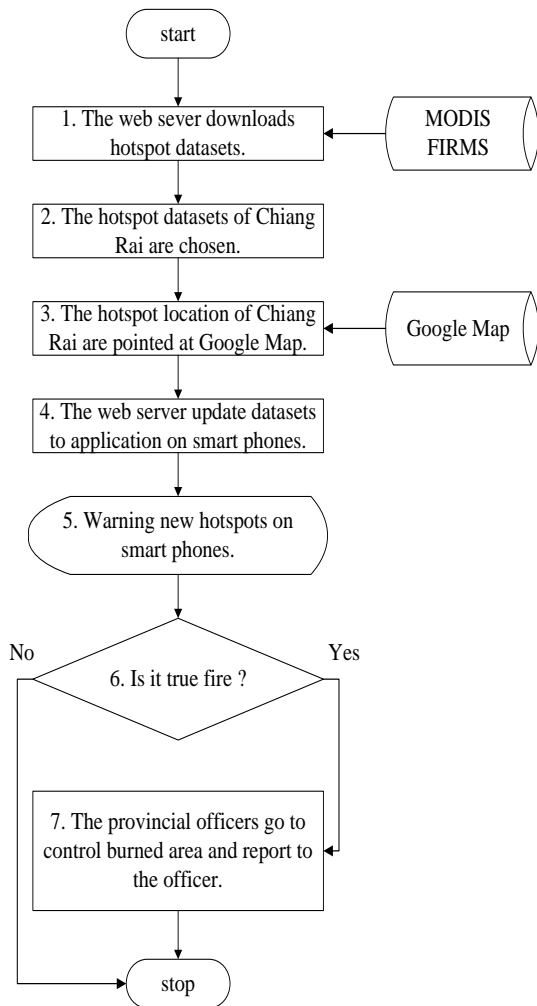 start
1. The web sever downloads
hotspot datasets.
MODIS
FIRMS
2. The hotspot datasets of Chiang
Rai are chosen.
3. The hotspot location of Chiang
Rai are pointed at Google Map.
Google Map
4. The web server update datasets
to application on smart phones.
5. Warning new hotspots on
smart phones.
No
Yes
6. Is it true fire ?
7. The provincial officers go to
control burned area and report to
the officer.
stop